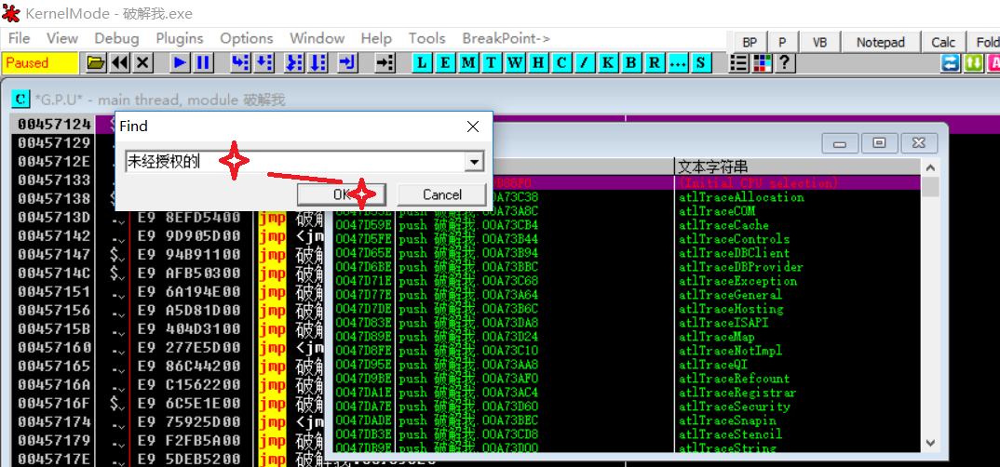 KernelMode - 破解我.exe
File View Debug Plugins Options Window Help Tools BreakPoint->
BP P VB Notepad Calc Fold
Paused
L E M T W H C / K B R ... S
C *G.P.U* - main thread, module 破解我
Find
未经授权的
OK Cancel
文本字符串
(Initial CPU selection)
00457124 $
00457129
0045712E
00457133
00457138
0045713D E9 8EFD5400 jmp 破解
00457142 E9 9D905D00 jmp <jm
00457147 $ E9 94B91100 jmp 破解
0045714C $ E9 AFB50300 jmp 破解
00457151 E9 6A194E00 jmp 破解
00457156 E9 A5D81D00 jmp 破解
0045715B E9 404D3100 jmp 破解
00457160 E9 277E5D00 jmp <jm
00457165 E9 86C44200 jmp 破解
0045716A E9 C1562200 jmp 破解
0045716F $ E9 6C5E1E00 jmp 破解
00457174 E9 75925D00 jmp <jm
00457179 E9 F2FB5A00 jmp 破解
0045717E E9 5DEB5200 jmp 破解我
push 破解我.00A73C38 atlTraceAllocation
push 破解我.00A73A8C atlTraceCOM
0047D59E push 破解我.00A73CB4 atlTraceCache
0047D5FE push 破解我.00A73B44 atlTraceControls
0047D65E push 破解我.00A73B94 atlTraceDBClient
0047D6BE push 破解我.00A73BBC atlTraceDBProvider
0047D71E push 破解我.00A73C68 atlTraceException
0047D77E push 破解我.00A73A64 atlTraceGeneral
0047D7DE push 破解我.00A73B6C atlTraceHosting
0047D83E push 破解我.00A73DA8 atlTraceISAPI
0047D89E push 破解我.00A73D24 atlTraceMap
0047D8FE push 破解我.00A73C10 atlTraceNotImpl
0047D95E push 破解我.00A73AA8 atlTraceQI
0047D9BE push 破解我.00A73AF0 atlTraceRefcount
0047DA1E push 破解我.00A73AC4 atlTraceRegistrar
0047DA7E push 破解我.00A73D60 atlTraceSecurity
0047DADE push 破解我.00A73BEC atlTraceSnapin
0047DB3E push 破解我.00A73CD8 atlTraceStencil
0047DB9E push 破解我.00A73D00 atlTraceString